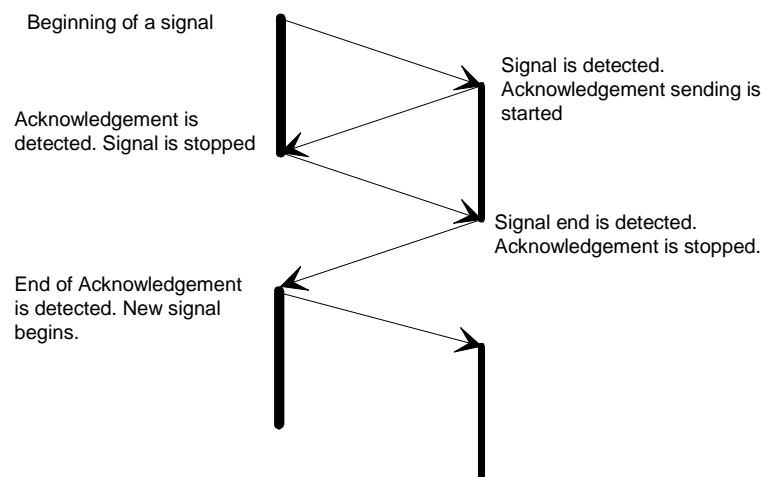 Beginning of a signal
Signal is detected.
Acknowledgement sending is
started
Acknowledgement is
detected. Signal is stopped
Signal end is detected.
Acknowledgement is stopped.
End of Acknowledgement
is detected. New signal
begins.